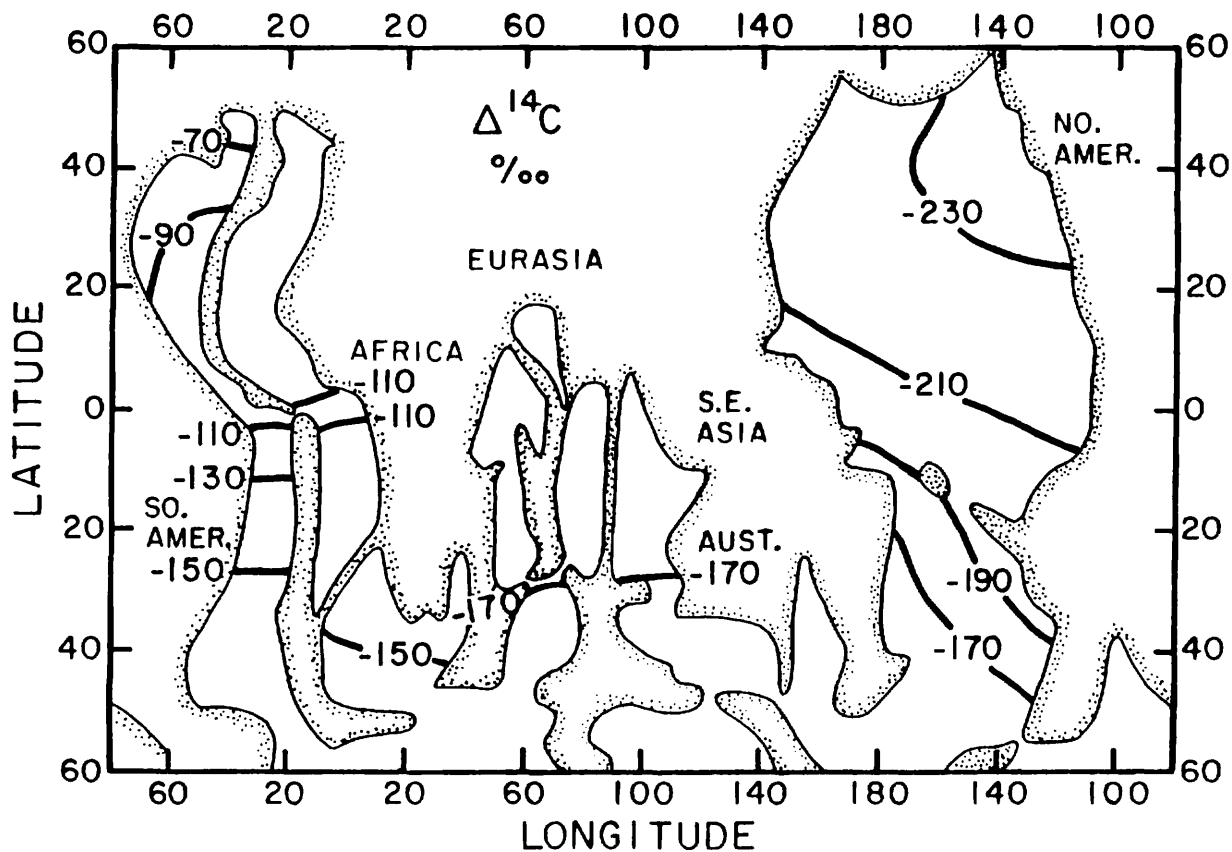 60 20 20 60 100 140 180 140 100
60 60
Δ¹⁴C
‰
NO.
AMER.
-70
40 40
-230
-90
EURASIA
20 20
AFRICA
-110
-210
S.E.
ASIA
0 0
-110
-110
-130
SO.
AMER.
20 20
AUST.
-150
-170
-190
-170
-150
-170
40 40
60 60
60 20 20 60 100 140 180 140 100
LATITUDE
LONGITUDE